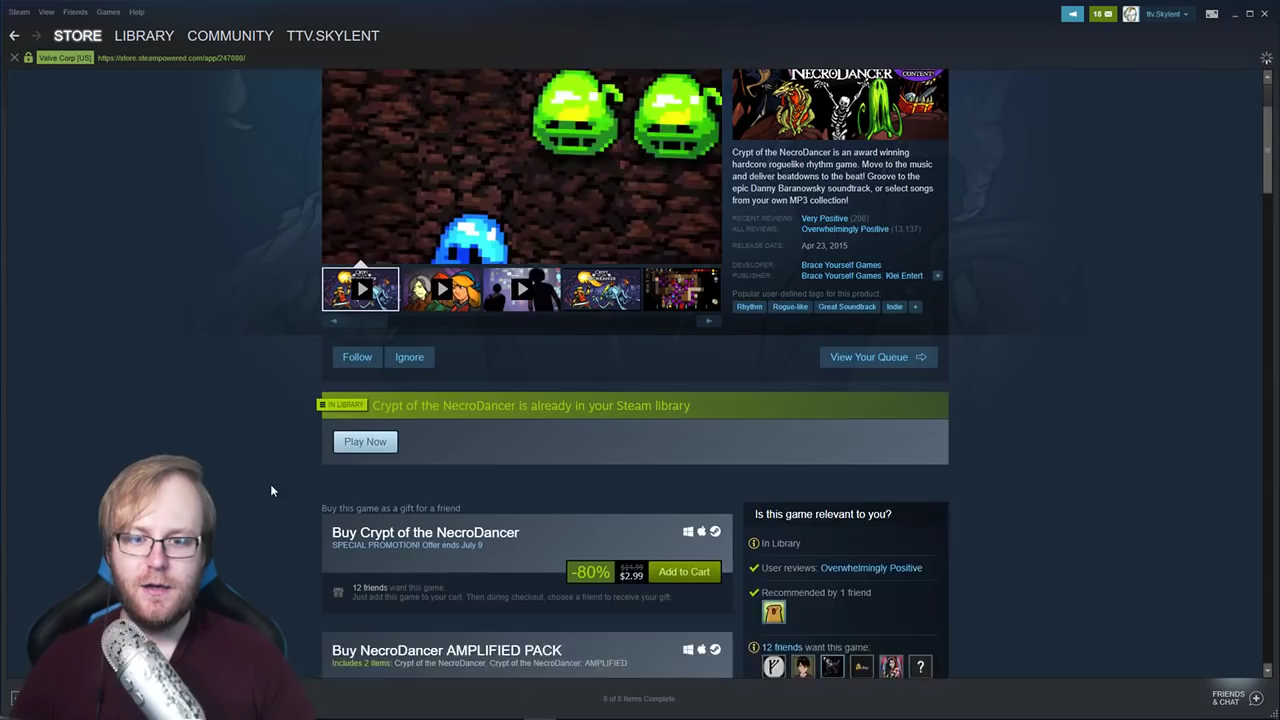 Steam View Friends Games Help
18 ttv.Skylent
STORE LIBRARY COMMUNITY TTV.SKYLENT
Valve Corp [US] https://store.steampowered.com/app/247080/
NECRODANCER
CONTENT!
Crypt of the NecroDancer is an award winning
hardcore roguelike rhythm game. Move to the music
and deliver beatdowns to the beat! Groove to the
epic Danny Baranowsky soundtrack, or select songs
from your own MP3 collection!
RECENT REVIEWS: Very Positive (208)
ALL REVIEWS: Overwhelmingly Positive (13,137)
RELEASE DATE: Apr 23, 2015
DEVELOPER: Brace Yourself Games
PUBLISHER: Brace Yourself Games, Klei Entert +
Popular user-defined tags for this product:
Rhythm Rogue-like Great Soundtrack Indie +
Follow Ignore View Your Queue
IN LIBRARY Crypt of the NecroDancer is already in your Steam library
Play Now
Buy this game as a gift for a friend
Buy Crypt of the NecroDancer
SPECIAL PROMOTION! Offer ends July 9
-80% $14.99 $2.99 Add to Cart
12 friends want this game.
Just add this game to your cart. Then during checkout, choose a friend to receive your gift.
Buy NecroDancer AMPLIFIED PACK
Includes 2 items: Crypt of the NecroDancer, Crypt of the NecroDancer: AMPLIFIED
Is this game relevant to you?
In Library
User reviews: Overwhelmingly Positive
Recommended by 1 friend
12 friends want this game:
?
8 of 8 Items Complete
FRIENDS
& CHAT